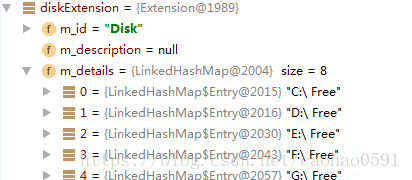 diskExtension = {Extension@1989}
f m_id = "Disk"
f m_description = null
f m_details = {LinkedHashMap@2004} size = 8
0 = {LinkedHashMap$Entry@2015} "C:\ Free"
1 = {LinkedHashMap$Entry@2016} "D:\ Free"
2 = {LinkedHashMap$Entry@2030} "E:\ Free"
3 = {LinkedHashMap$Entry@2043} "F:\ Free"
4 = {LinkedHashMap$Entry@2057} "G:\ Free"